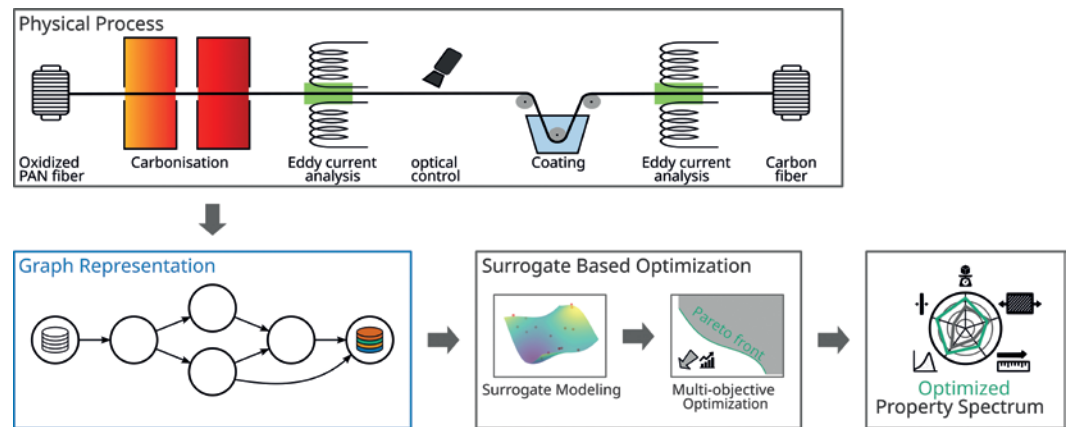 Physical Process
Oxidized
PAN fiber
Carbonisation
Eddy current
analysis
optical
control
Coating
Eddy current
analysis
Carbon
fiber
Graph Representation
Surrogate Based Optimization
Surrogate Modeling
Pareto front
Multi-objective
Optimization
Optimized
Property Spectrum